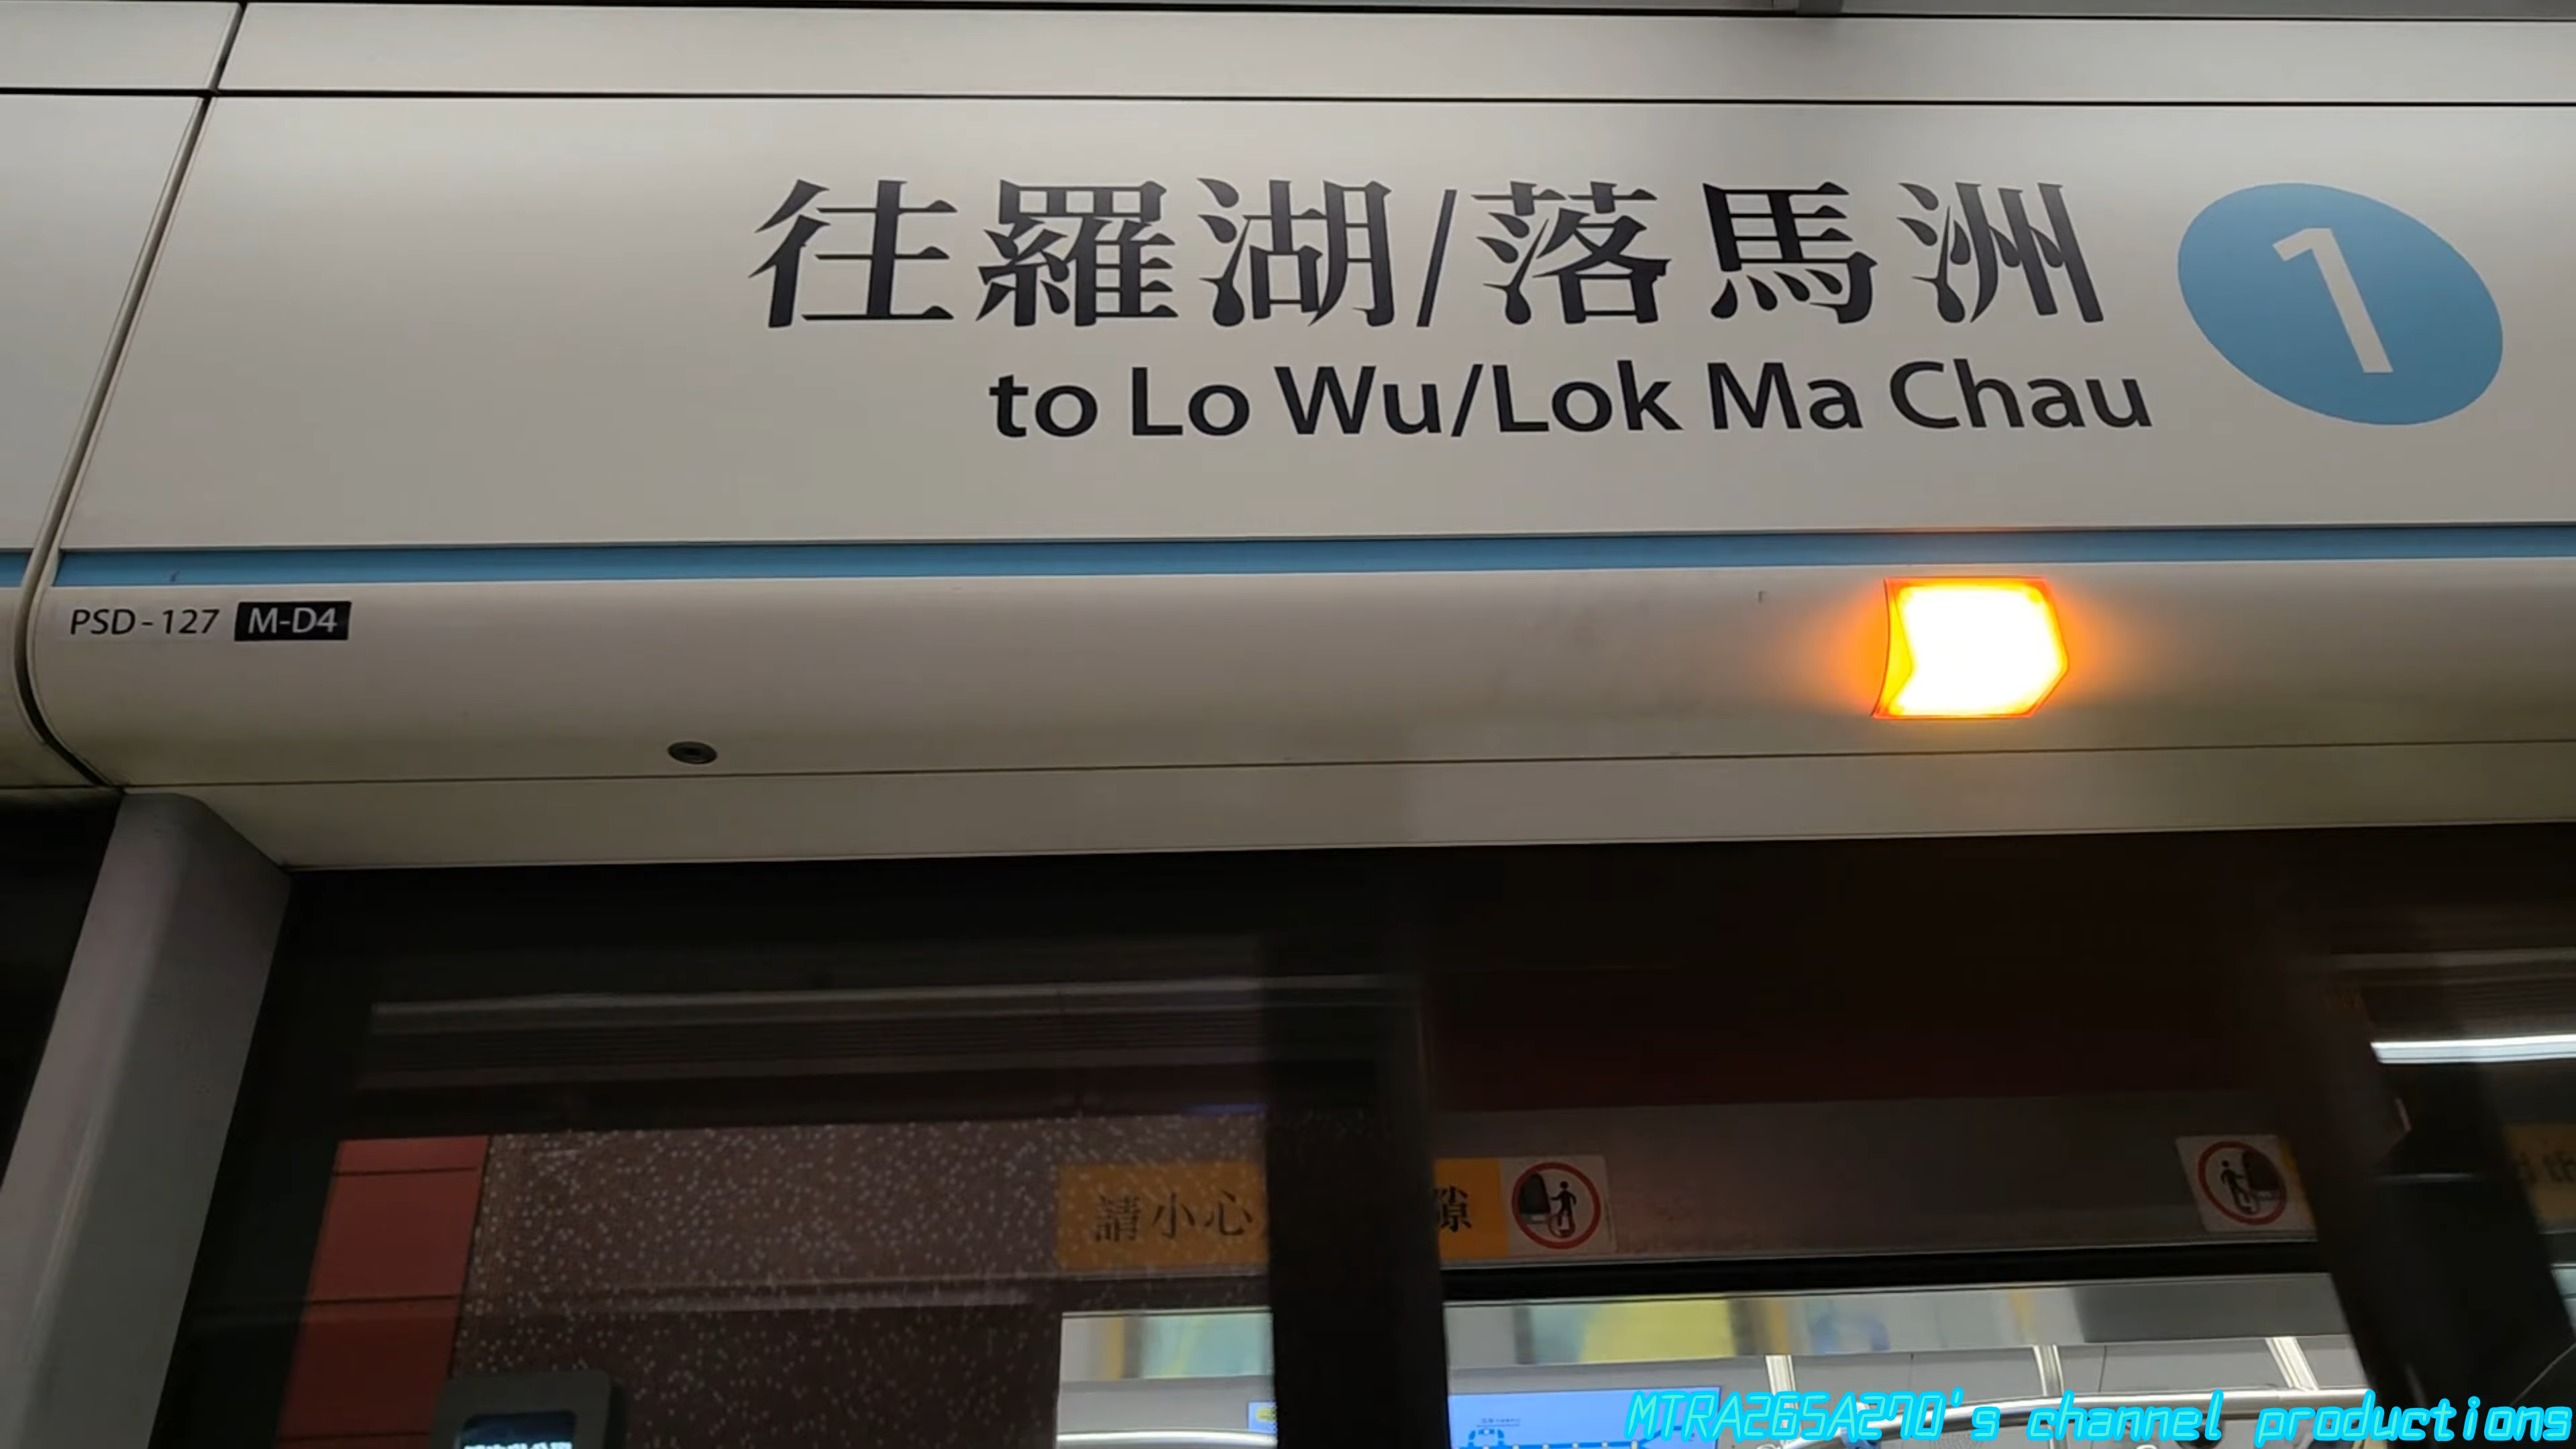 往羅湖/落馬洲
1
to Lo Wu/Lok Ma Chau
PSD-127 M-D4
請小心
隙
MTRA265A270's channel productions